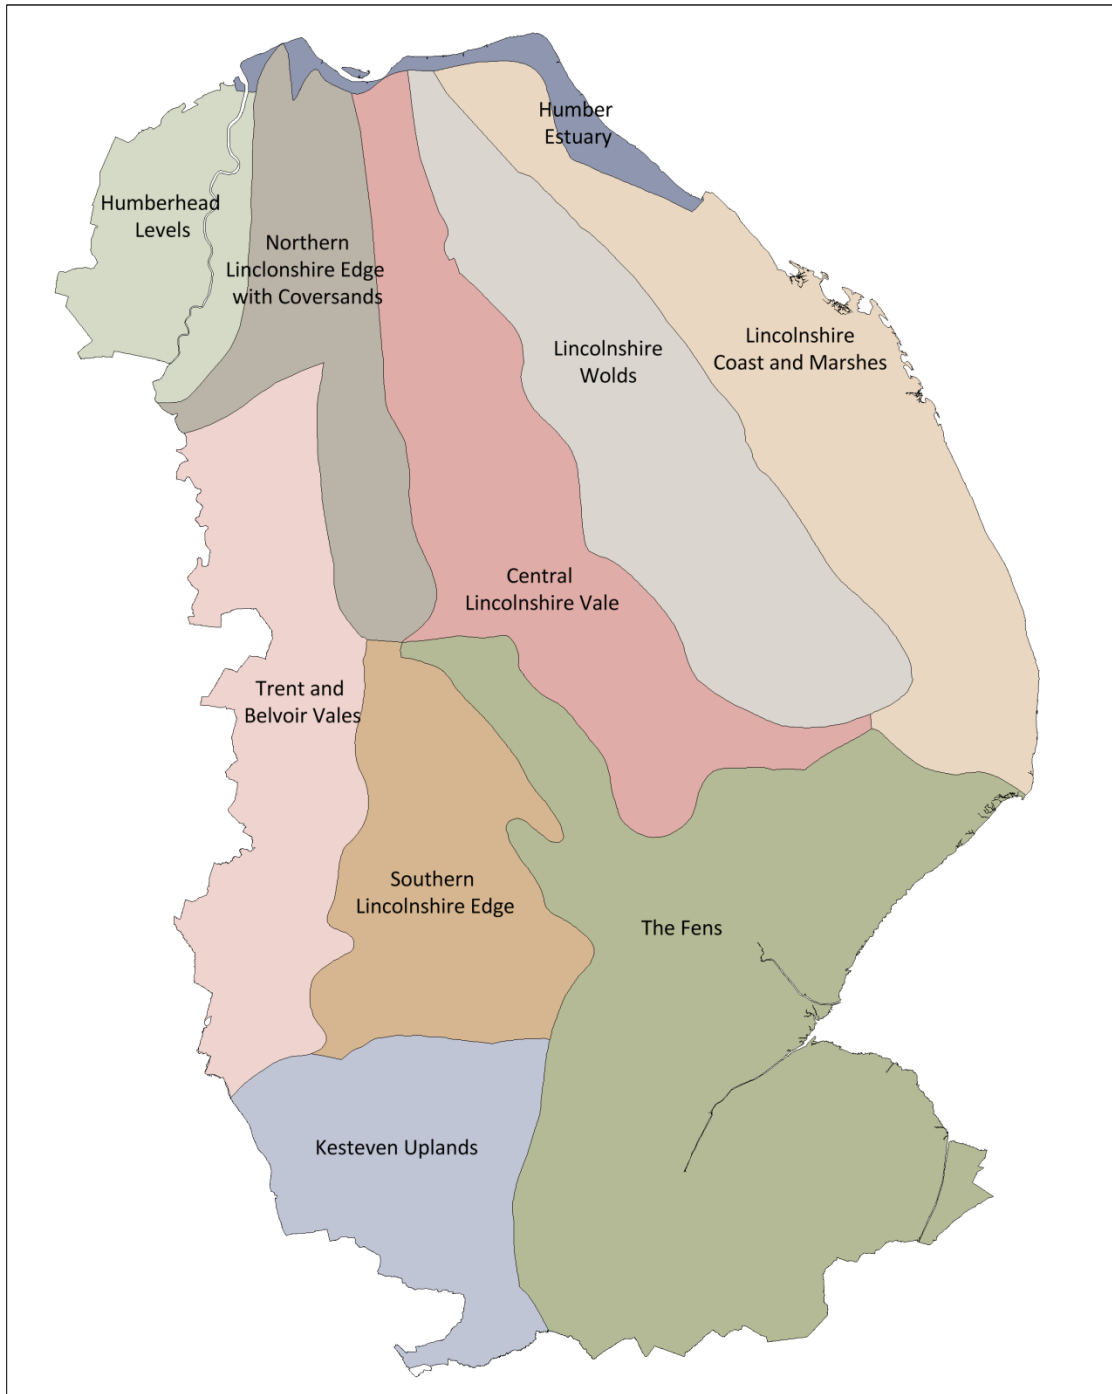 Humber
Estuary
Humberhead
Levels
Northern
Linclonshire Edge
with Coversands
Lincolnshire
Wolds
Lincolnshire
Coast and Marshes
Central
Lincolnshire Vale
Trent and
Belvoir Vales
Southern
Lincolnshire Edge
The Fens
Kesteven Uplands